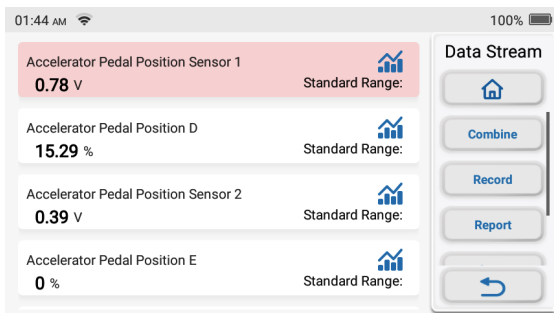 01:44 AM 100%
Data Stream
Accelerator Pedal Position Sensor 1
0.78 V Standard Range:
Accelerator Pedal Position D
15.29 % Standard Range:
Accelerator Pedal Position Sensor 2
0.39 V Standard Range:
Accelerator Pedal Position E
0 % Standard Range:
Combine
Record
Report